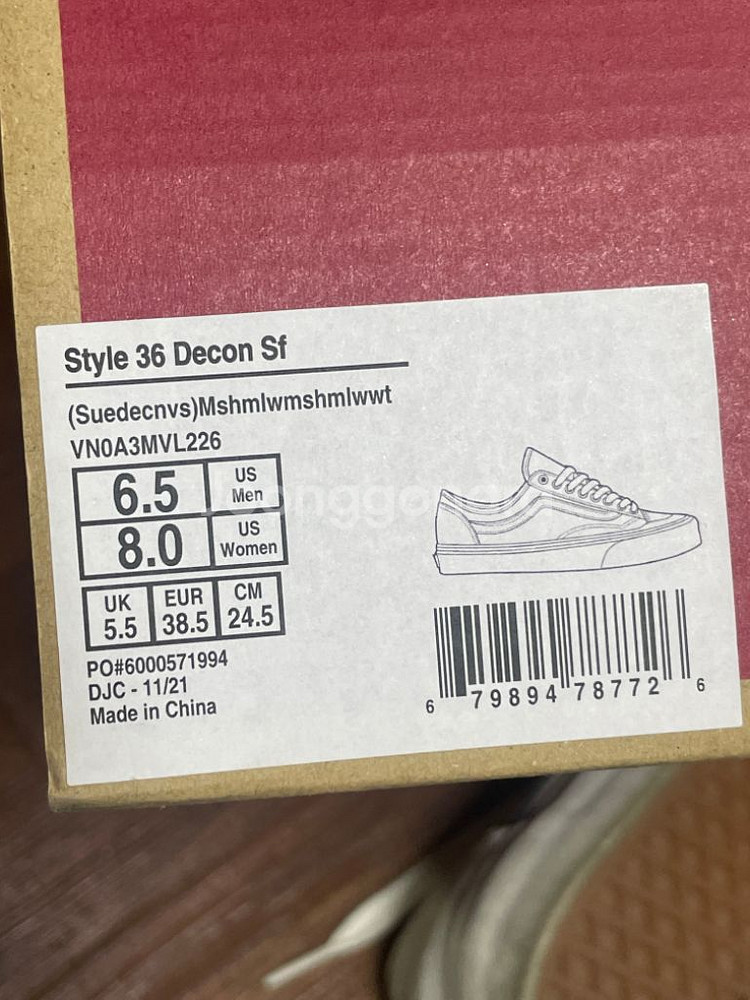 Style 36 Decon Sf
(Suedecnvs)Mshmlwmshmlwwt
VN0A3MVL226
6.5 US Men
8.0 US Women
UK 5.5 EUR 38.5 CM 24.5
PO#6000571994
DJC - 11/21
Made in China
6 79894 78772 6